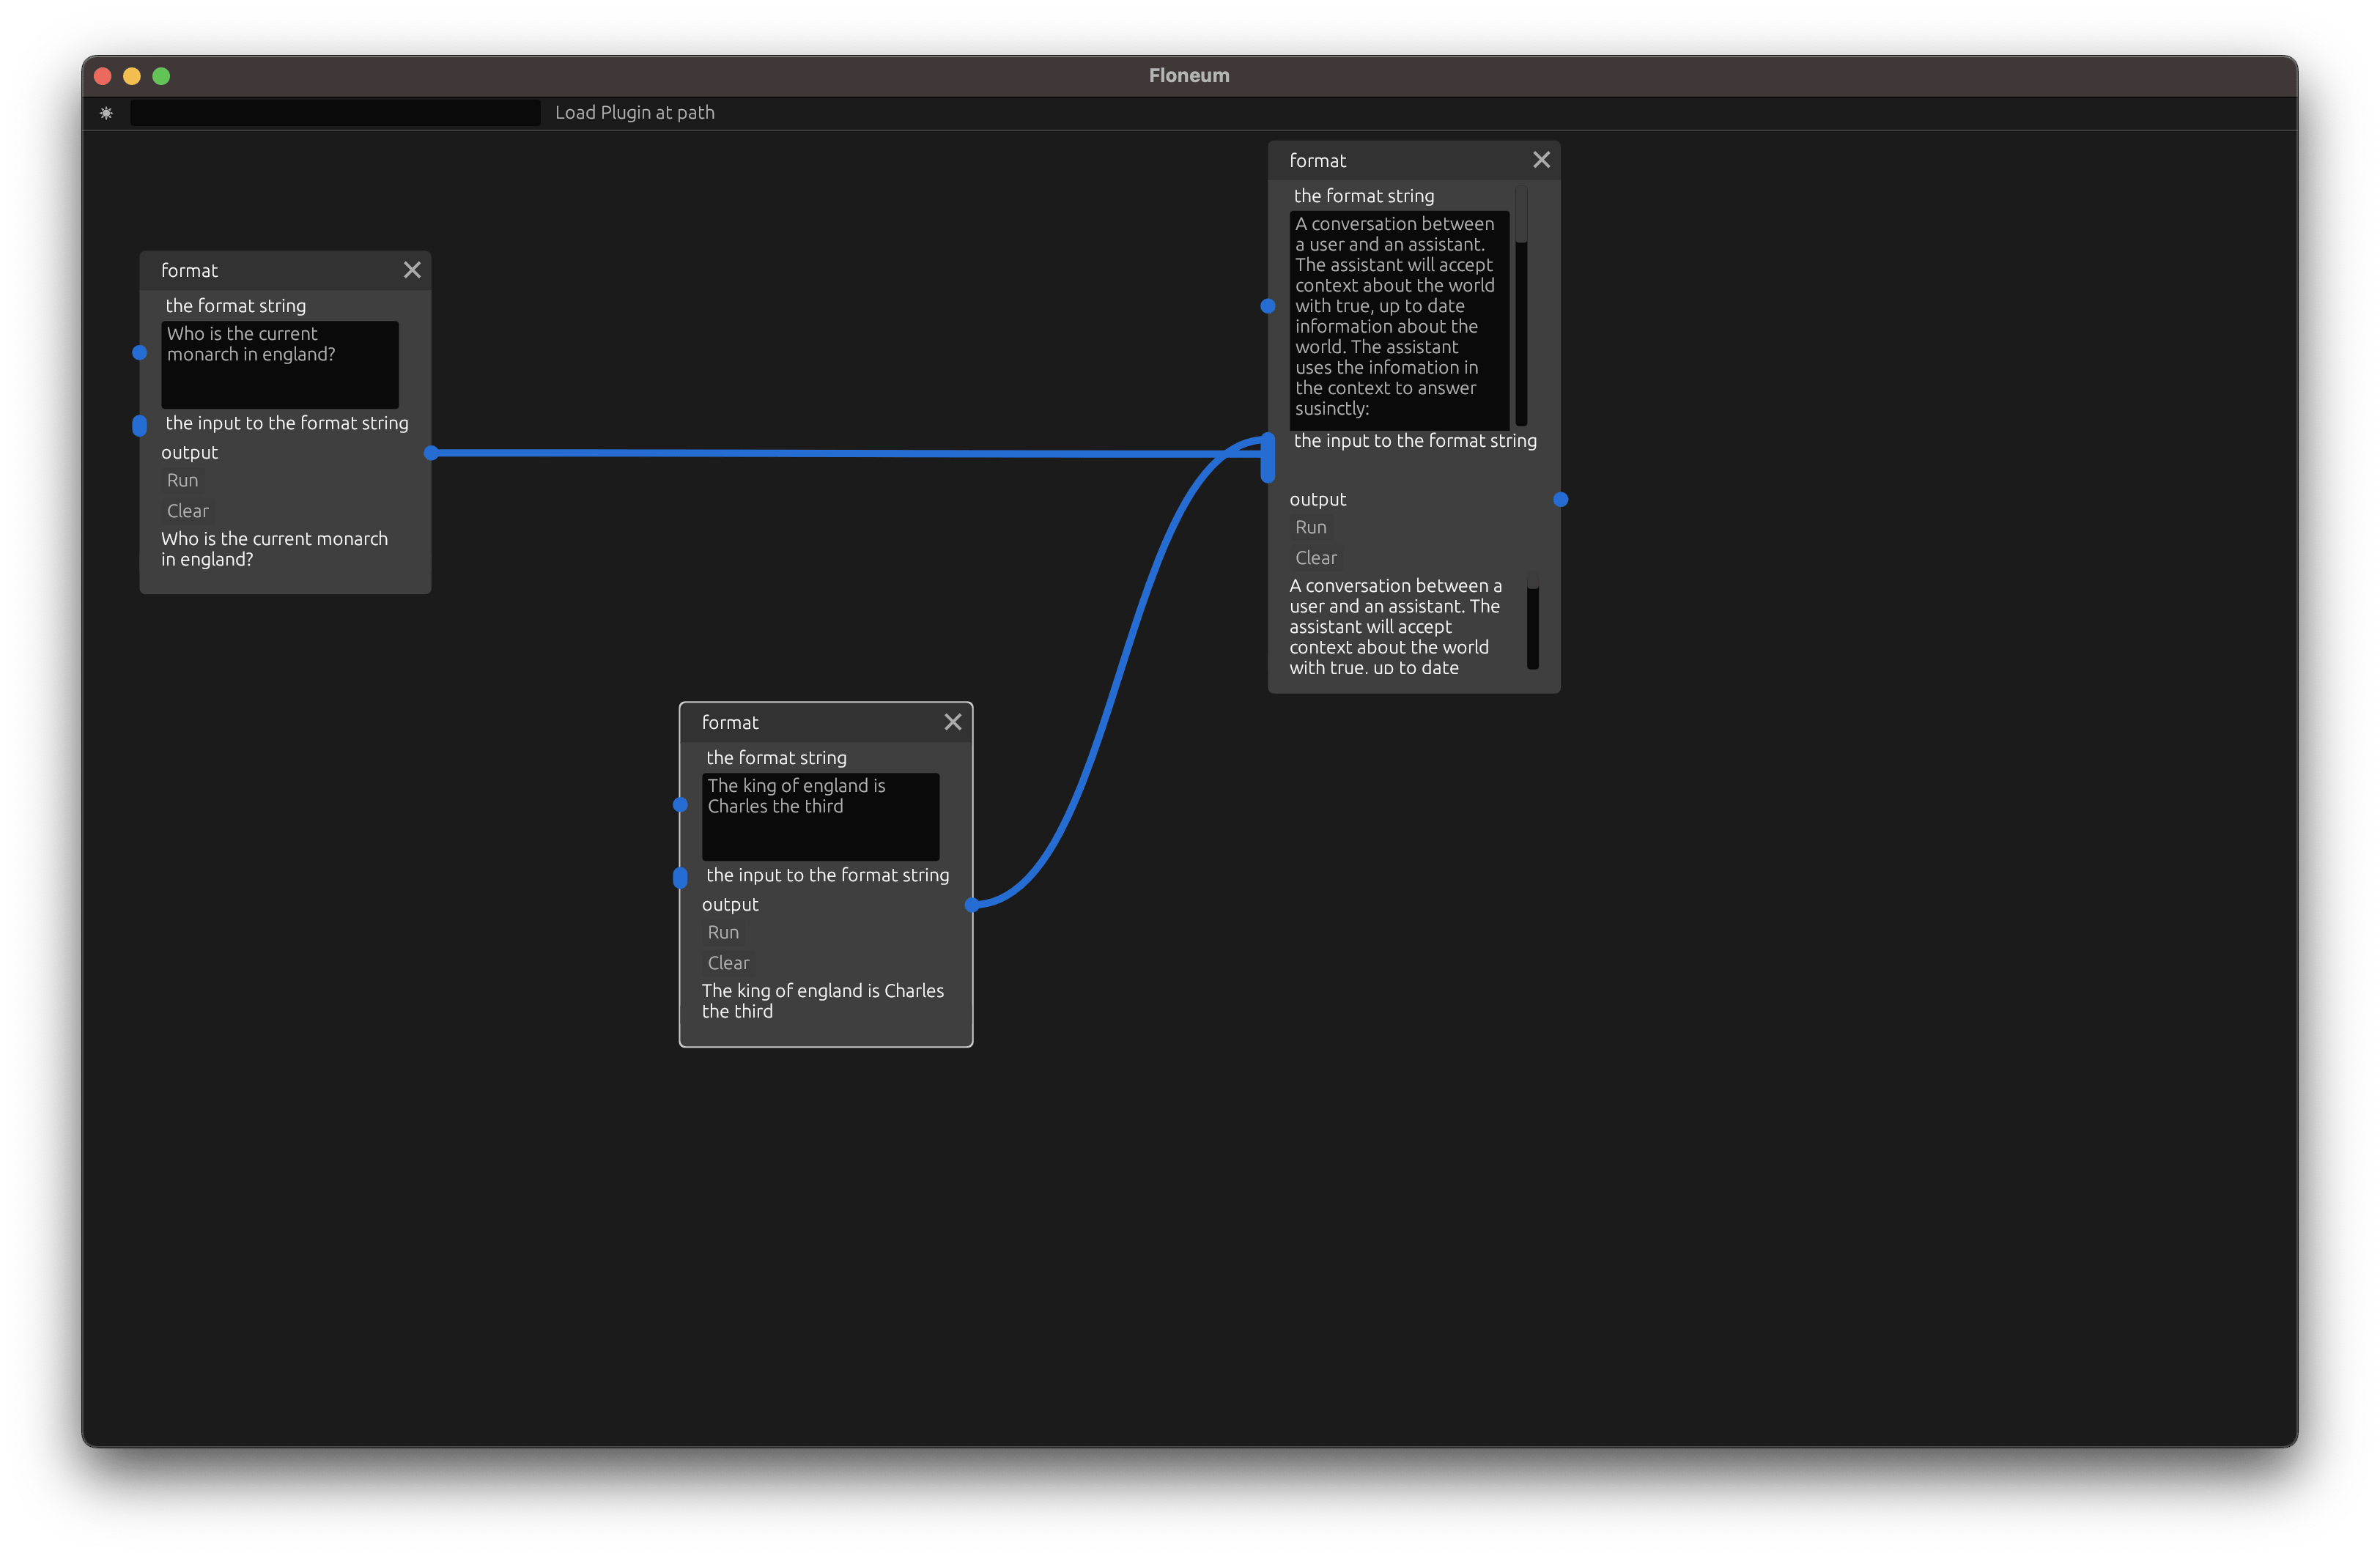 Floneum
Load Plugin at path
format
the format string
Who is the current
monarch in england?
the input to the format string
output
Run
Clear
Who is the current monarch
in england?
format
the format string
The king of england is
Charles the third
the input to the format string
output
Run
Clear
The king of england is Charles
the third
format
the format string
A conversation between
a user and an assistant.
The assistant will accept
context about the world
with true, up to date
information about the
world. The assistant
uses the infomation in
the context to answer
susinctly:
the input to the format string
output
Run
Clear
A conversation between a
user and an assistant. The
assistant will accept
context about the world
with true, up to date